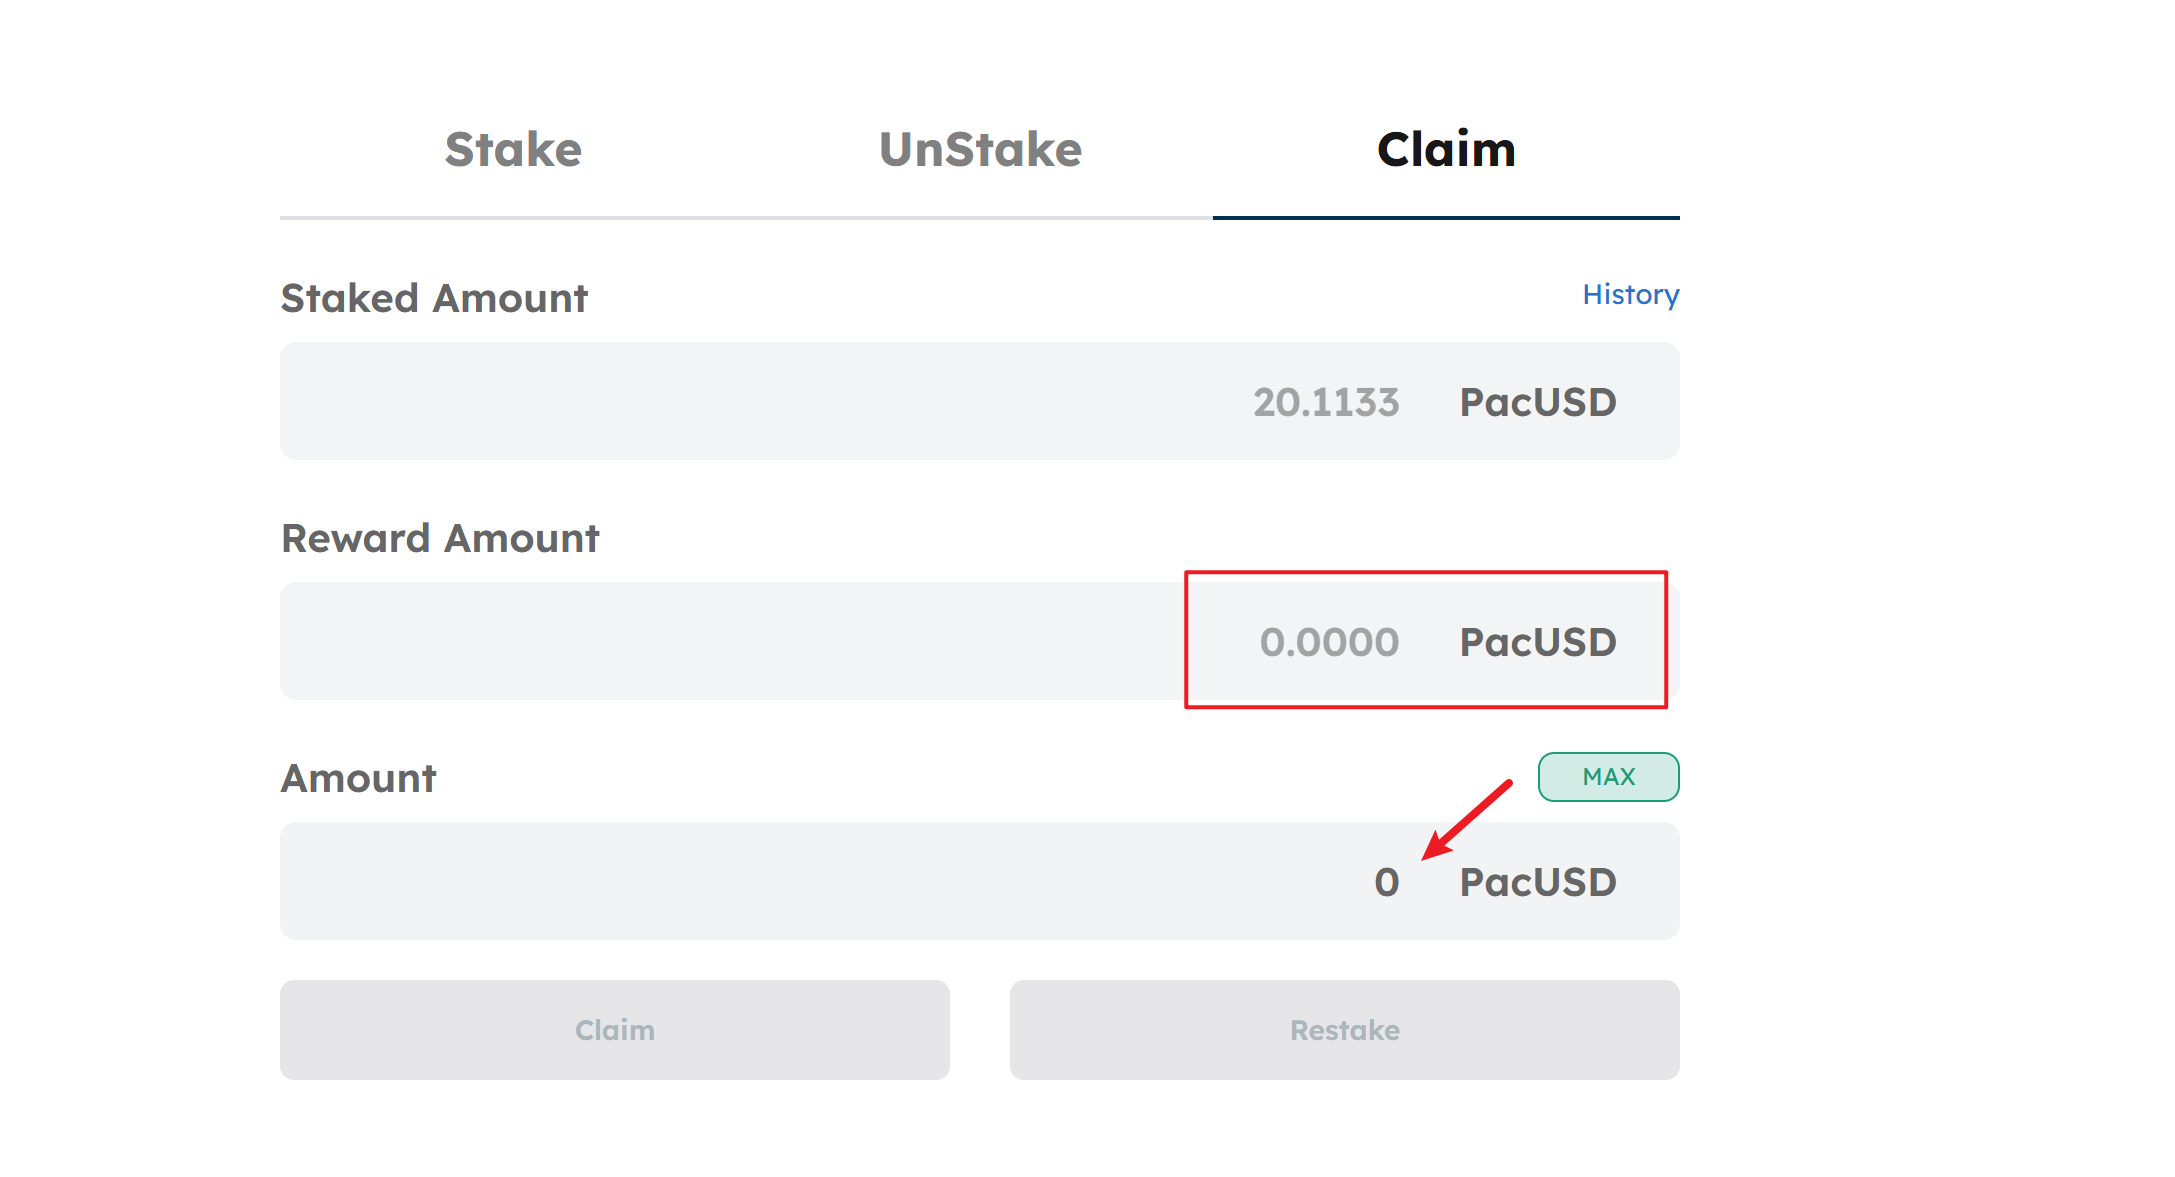 Stake UnStake Claim
Staked Amount History
20.1133 PacUSD
Reward Amount
0.0000 PacUSD
Amount MAX
0 PacUSD
Claim Restake